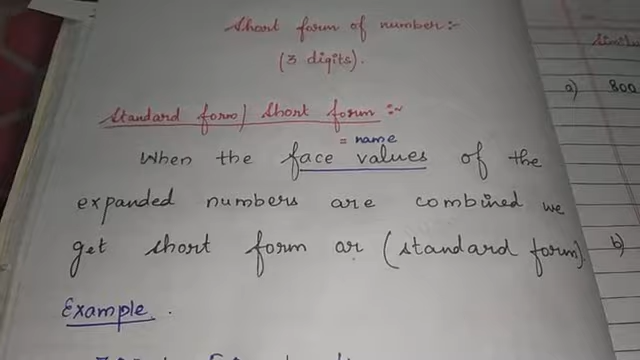 Short form of number:-
(3 digits).
Standard form/ Short form :~
= name
When the face values of the
expanded numbers are combined we
get short form or (standard form).
Example.
a) 800
b)